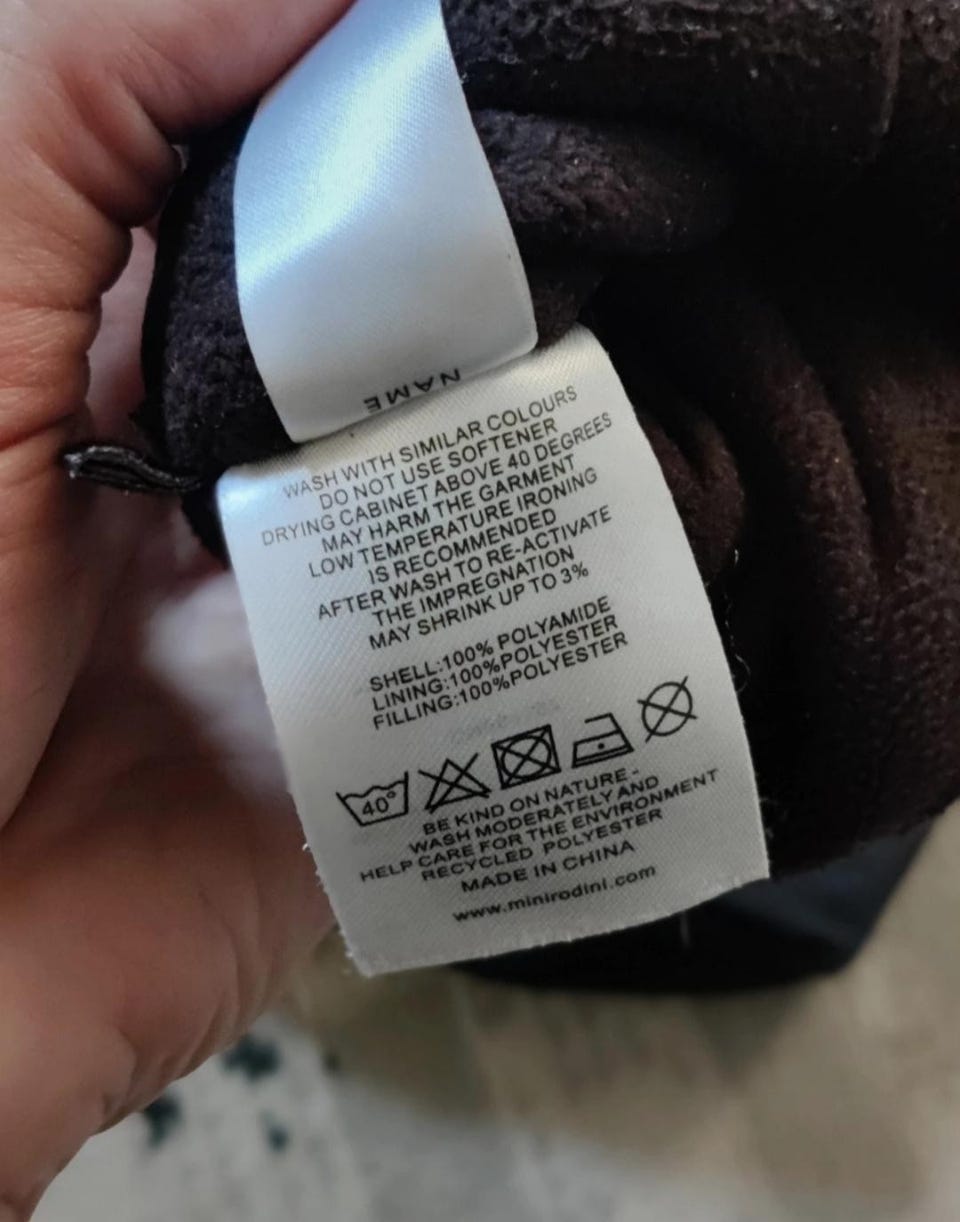 NAME
WASH WITH SIMILAR COLOURS
DO NOT USE SOFTENER
DRYING CABINET ABOVE 40 DEGREES
MAY HARM THE GARMENT
LOW TEMPERATURE IRONING
IS RECOMMENDED
AFTER WASH TO RE-ACTIVATE
THE IMPREGNATION
MAY SHRINK UP TO 3%
SHELL:100% POLYAMIDE
LINING:100%POLYESTER
FILLING:100%POLYESTER
40°
BE KIND ON NATURE -
WASH MODERATELY AND
HELP CARE FOR THE ENVIRONMENT
RECYCLED POLYESTER
MADE IN CHINA
www.minirodini.com